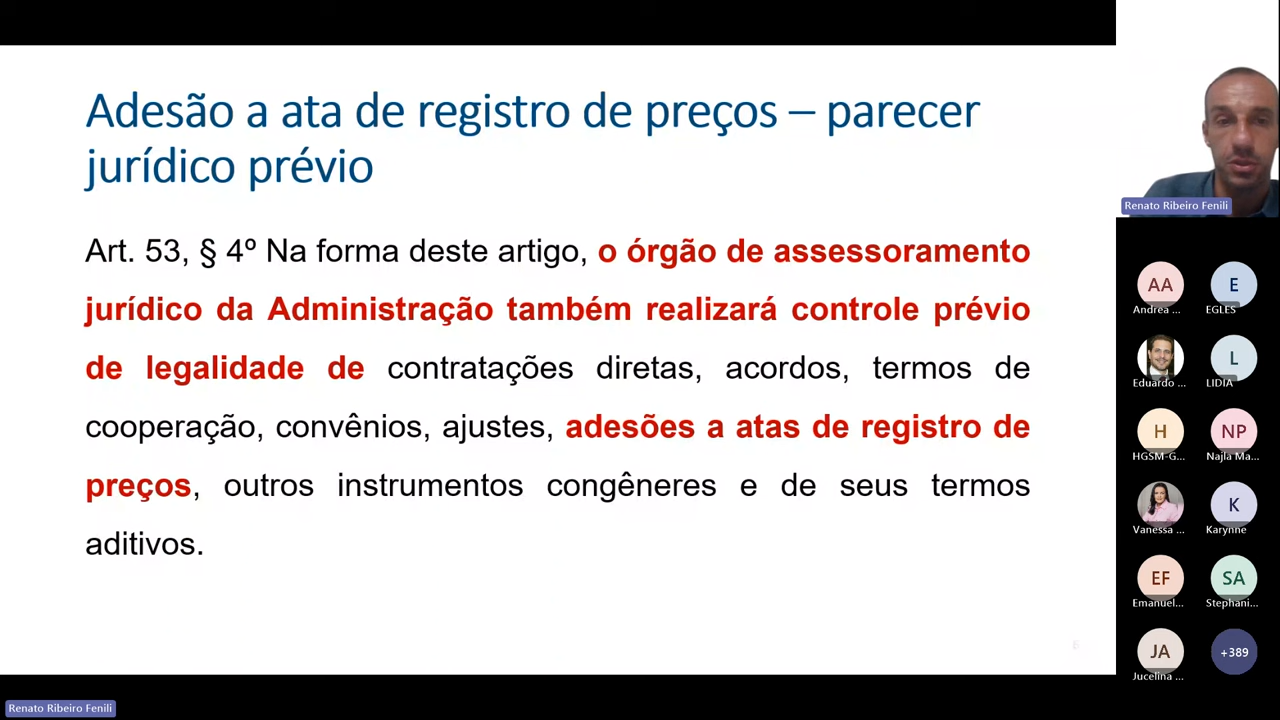 Adesão a ata de registro de preços – parecer
jurídico prévio
Art. 53, § 4º Na forma deste artigo, o órgão de assessoramento
jurídico da Administração também realizará controle prévio
de legalidade de contratações diretas, acordos, termos de
cooperação, convênios, ajustes, adesões a atas de registro de
preços, outros instrumentos congêneres e de seus termos
aditivos.
6
Renato Ribeiro Fenili
AA
E
Andrea ...
EGLES
L
Eduardo ...
LIDIA
H
NP
HGSM-G...
Najla Ma...
K
Vanessa ...
Karynne
EF
SA
Emanuel...
Stephani...
JA
+389
Jucelina ...
Renato Ribeiro Fenili